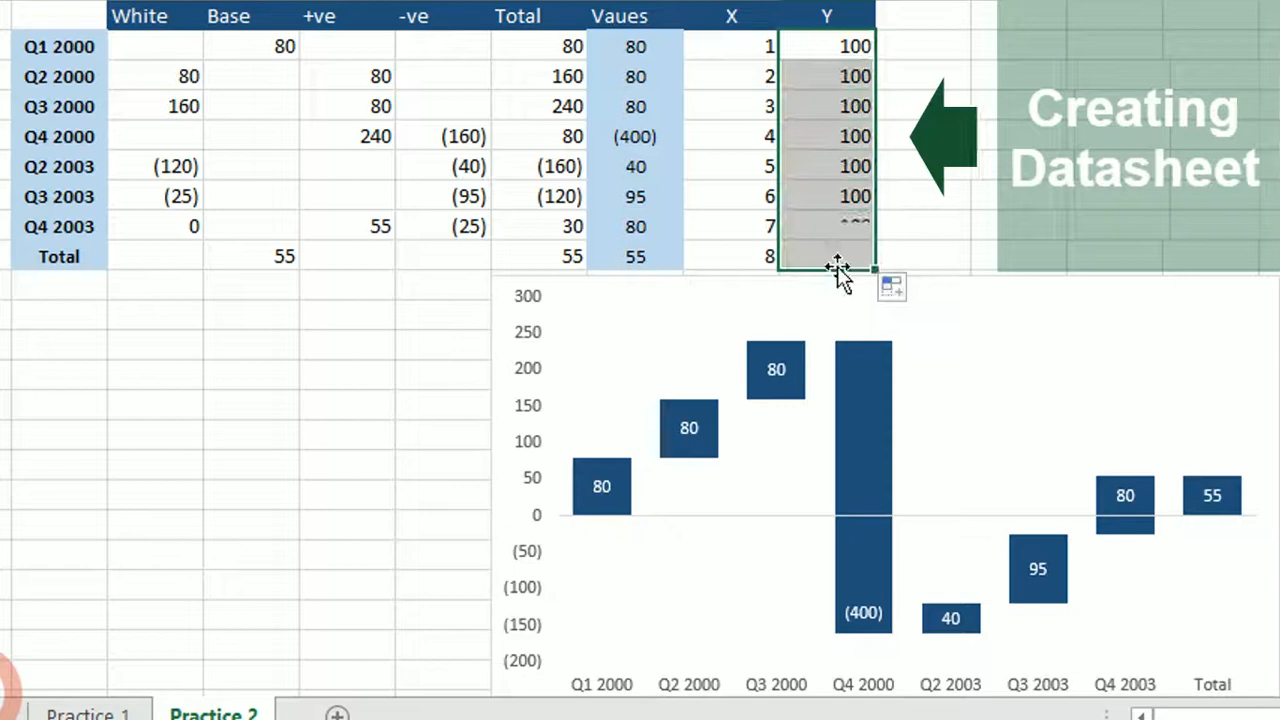 White Base +ve -ve Total Vaues X Y
Q1 2000 80 80 80 1 100
Q2 2000 80 80 160 80 2 100
Q3 2000 160 80 240 80 3 100
Q4 2000 240 (160) 80 (400) 4 100
Q2 2003 (120) (40) (160) 40 5 100
Q3 2003 (25) (95) (120) 95 6 100
Q4 2003 0 55 (25) 30 80 7
Total 55 55 55 8
Creating
Datasheet
300
250
200
150
100
50
0
(50)
(100)
(150)
(200)
80
80
80
(400)
40
95
80
55
Q1 2000 Q2 2000 Q3 2000 Q4 2000 Q2 2003 Q3 2003 Q4 2003 Total
Practice 1 Practice 2